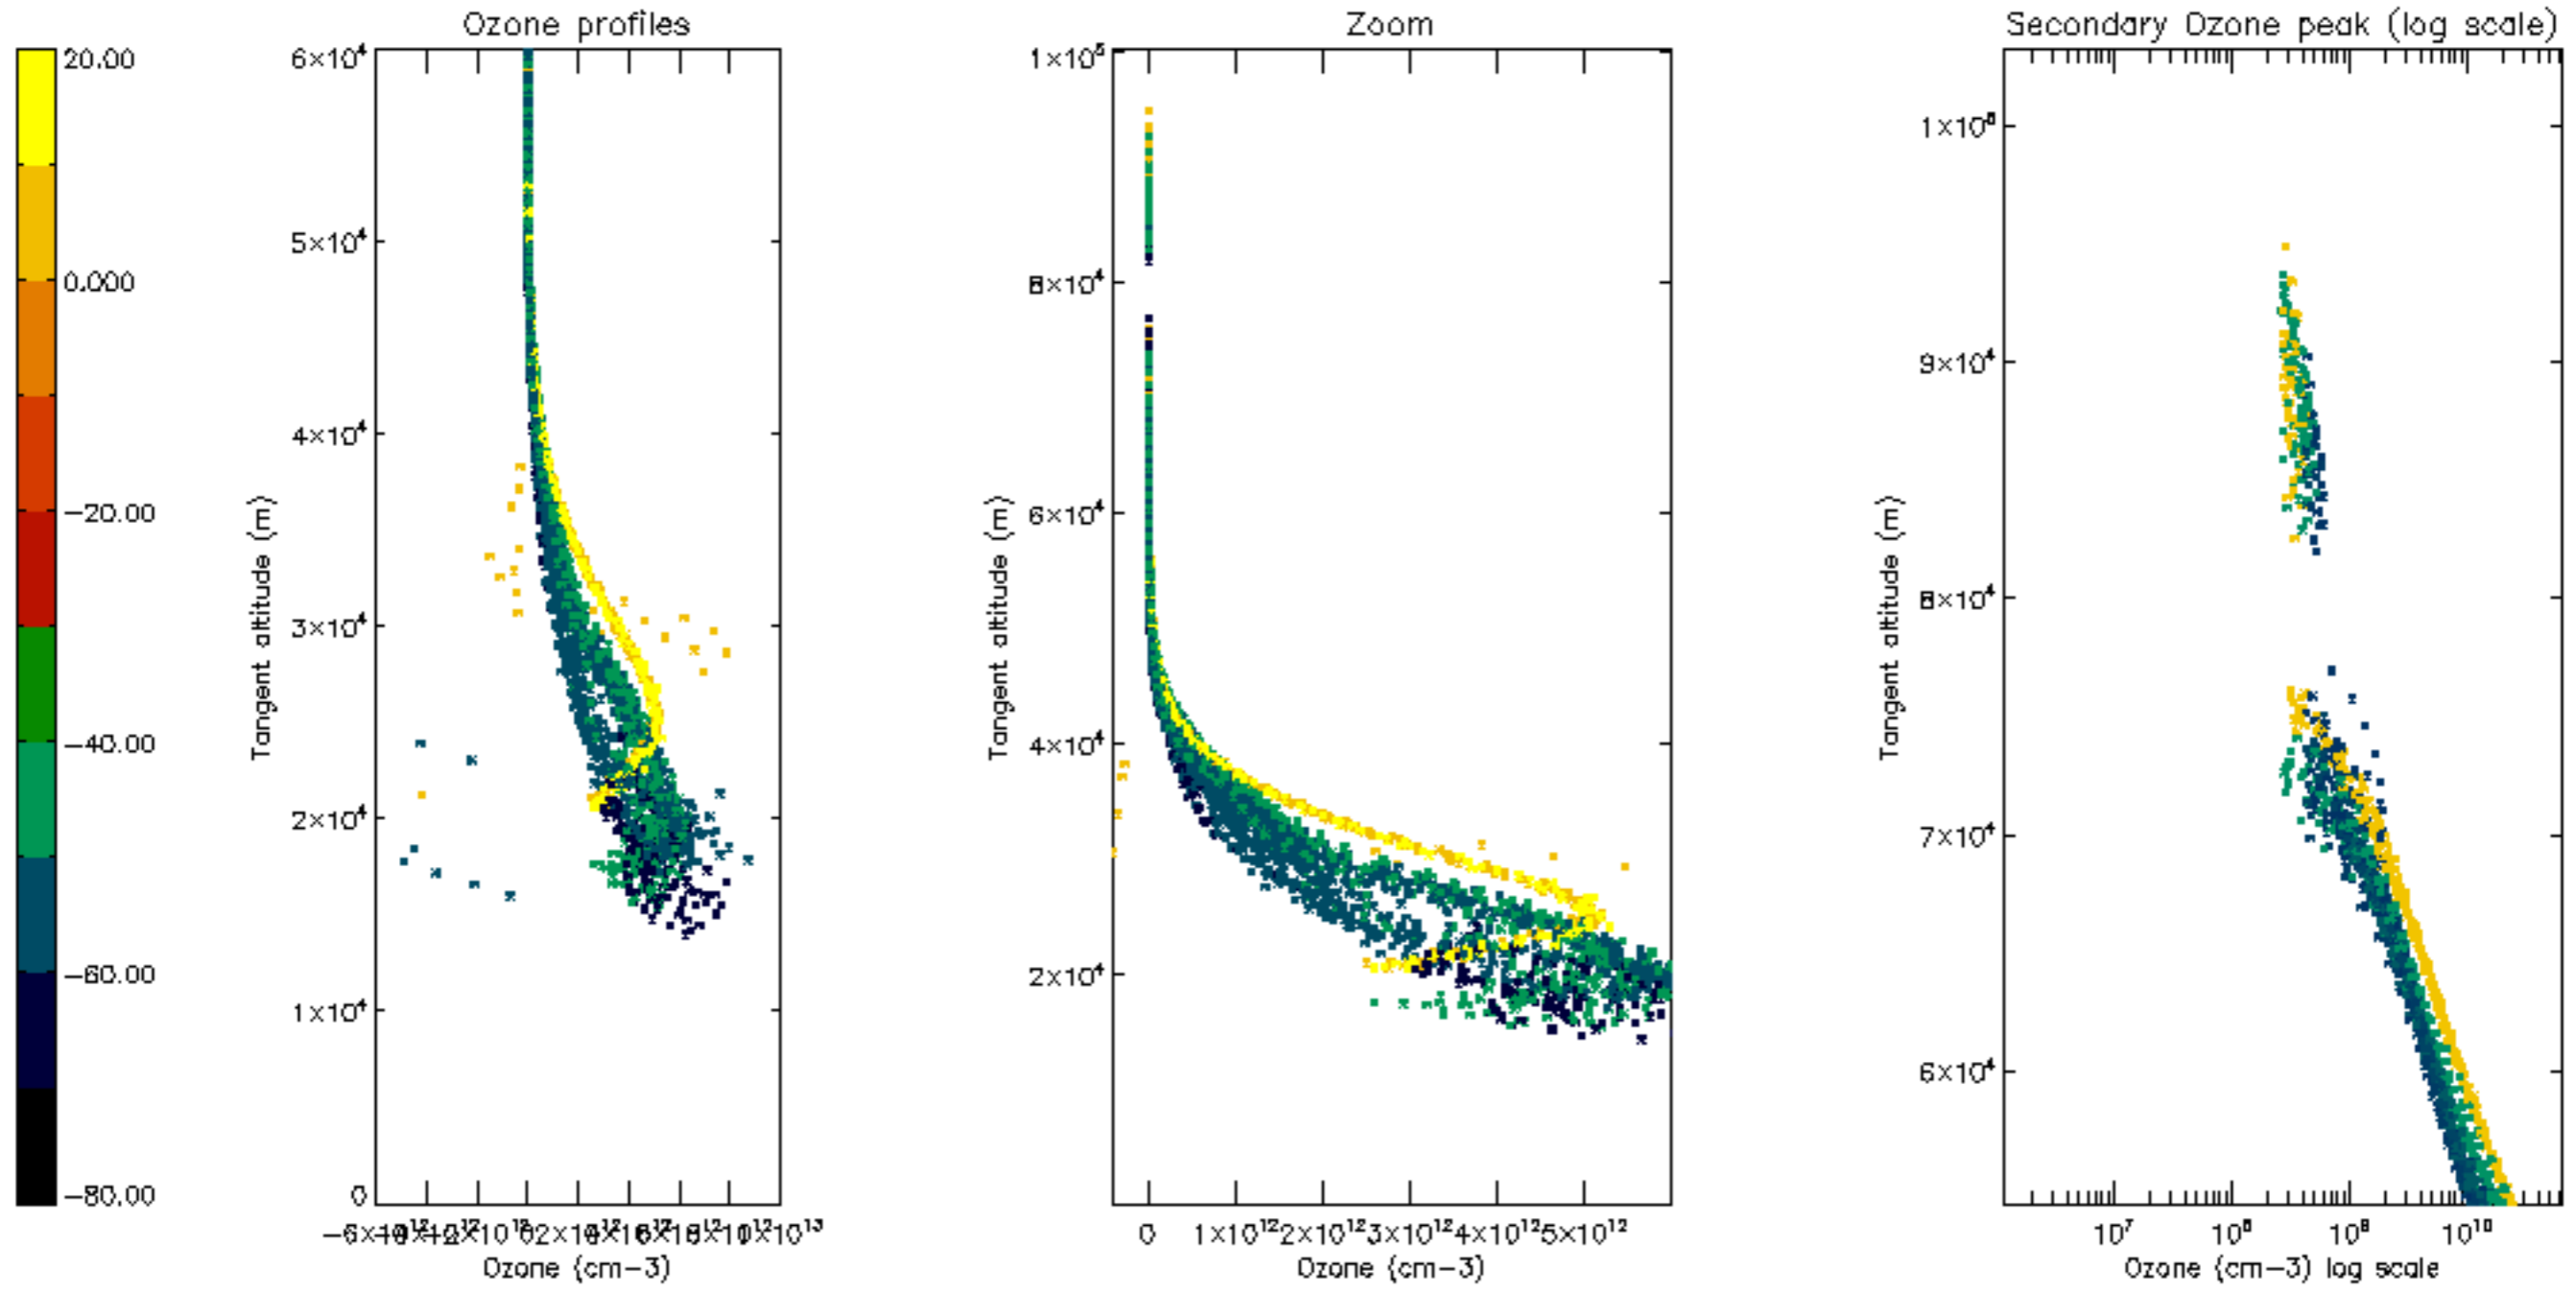 Ozone profiles
Zoom
Secondary Ozone peak (log scale)
20.00
0.000
−20.00
−40.00
−60.00
−80.00
6×10⁴
5×10⁴
4×10⁴
3×10⁴
2×10⁴
1×10⁴
0
Tangent altitude (m)
Ozone (cm−3)
1×10⁵
8×10⁴
6×10⁴
4×10⁴
2×10⁴
Tangent altitude (m)
0 1×10¹² 2×10¹² 3×10¹² 4×10¹² 5×10¹²
Ozone (cm−3)
1×10⁵
9×10⁴
8×10⁴
7×10⁴
6×10⁴
Tangent altitude (m)
10⁷ 10⁸ 10⁹ 10¹⁰
Ozone (cm−3) log scale